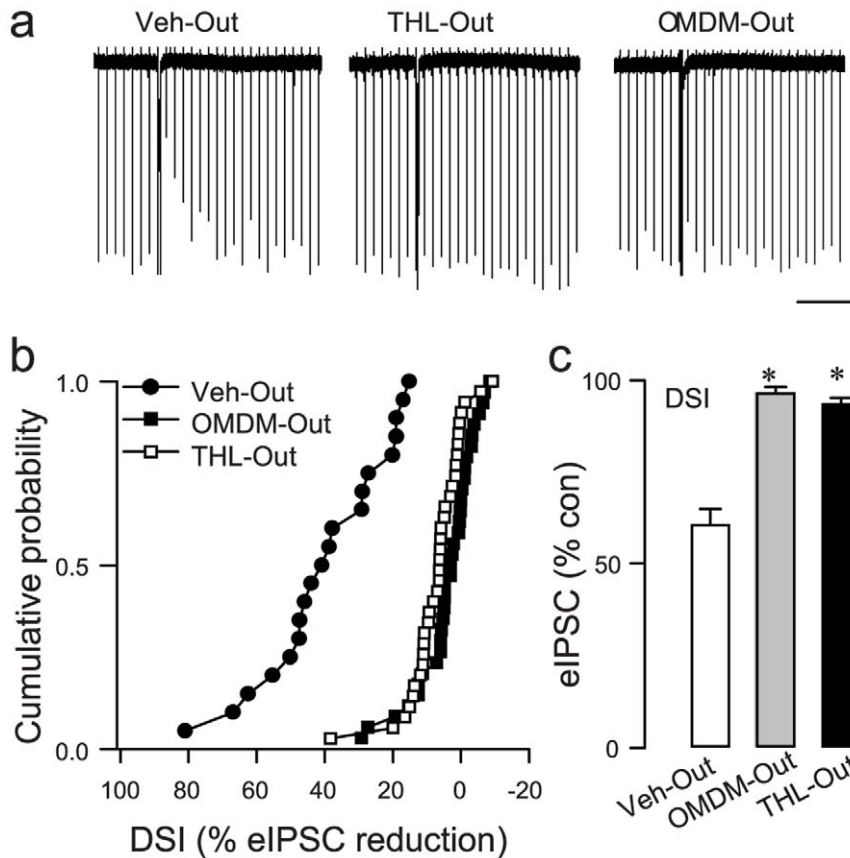 a
Veh-Out
THL-Out
OMDM-Out
b
Cumulative probability
1.0
0.5
0.0
Veh-Out
OMDM-Out
THL-Out
100 80 60 40 20 0 -20
DSI (% eIPSC reduction)
c
eIPSC (% con)
100
50
0
DSI
*
*
Veh-Out
OMDM-Out
THL-Out